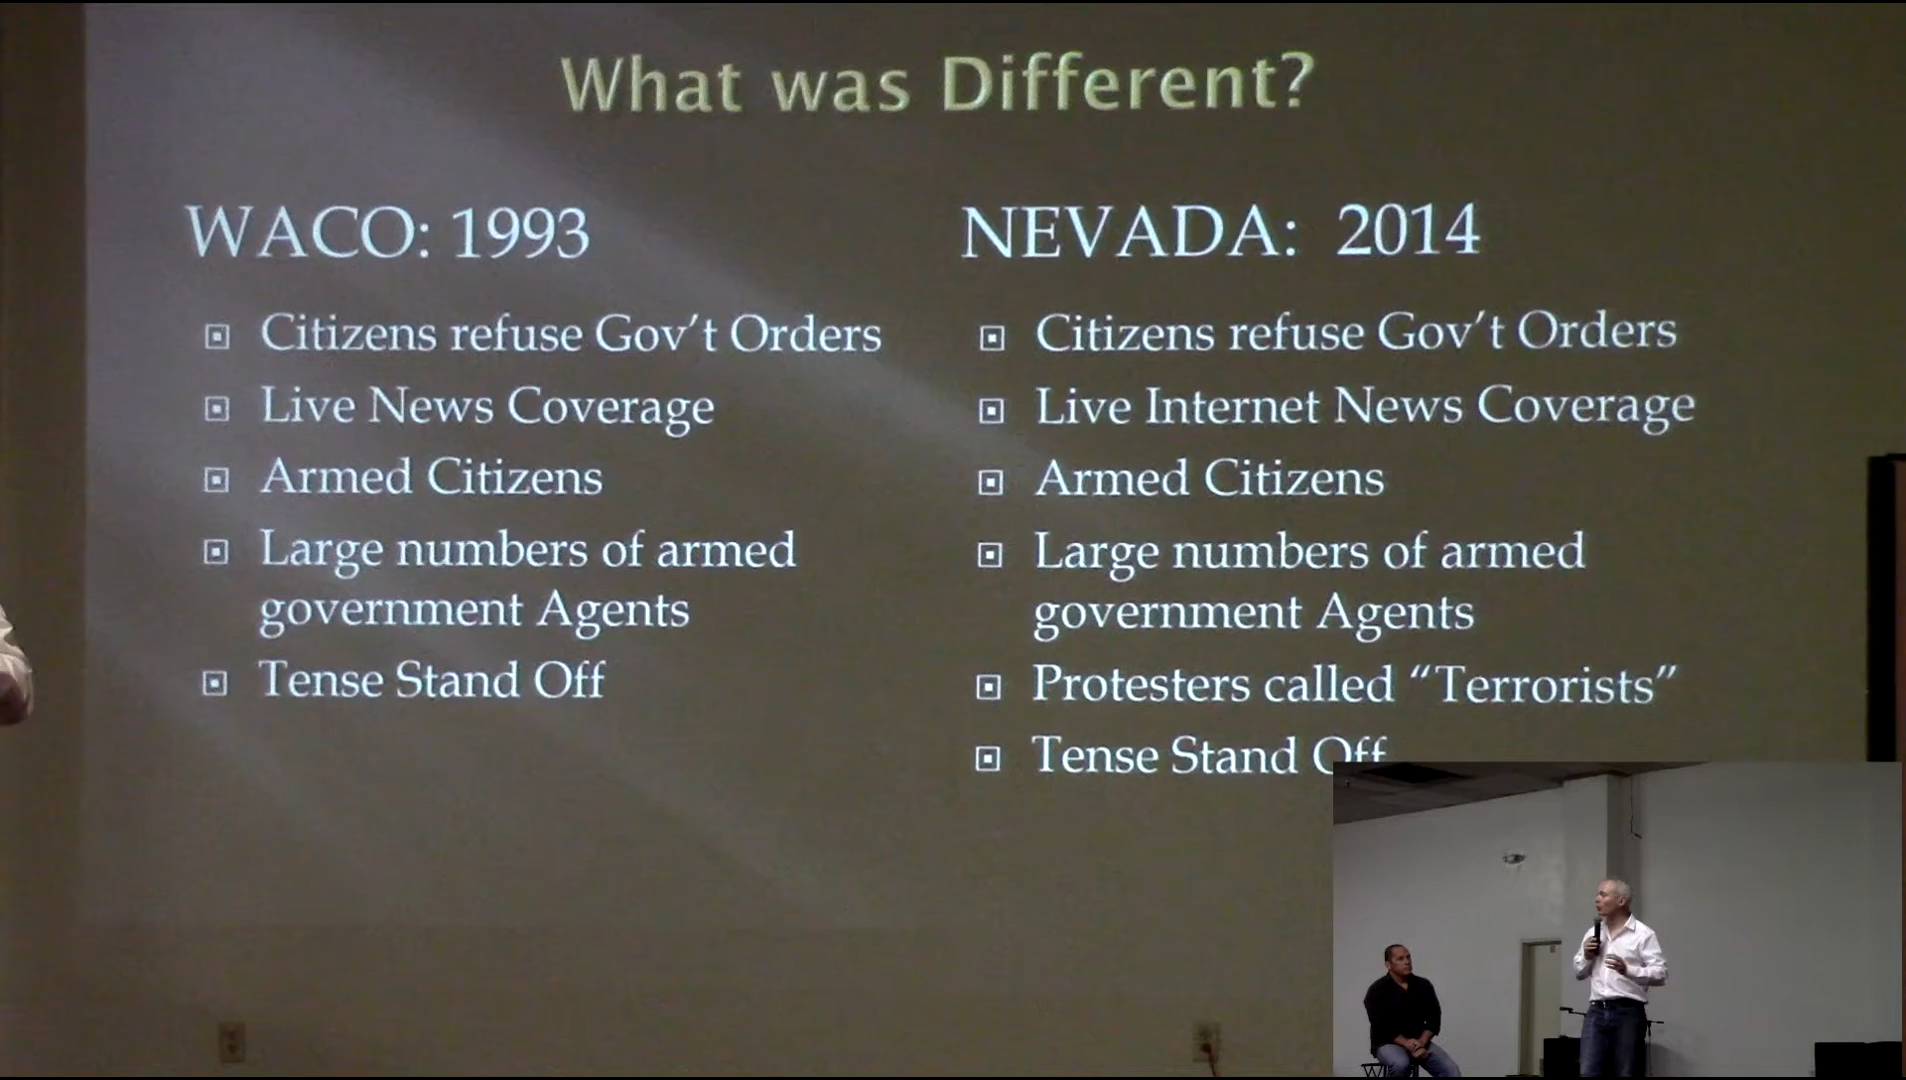 What was Different?
WACO: 1993
Citizens refuse Gov't Orders
Live News Coverage
Armed Citizens
Large numbers of armed
government Agents
Tense Stand Off
NEVADA: 2014
Citizens refuse Gov't Orders
Live Internet News Coverage
Armed Citizens
Large numbers of armed
government Agents
Protesters called “Terrorists”
Tense Stand Off